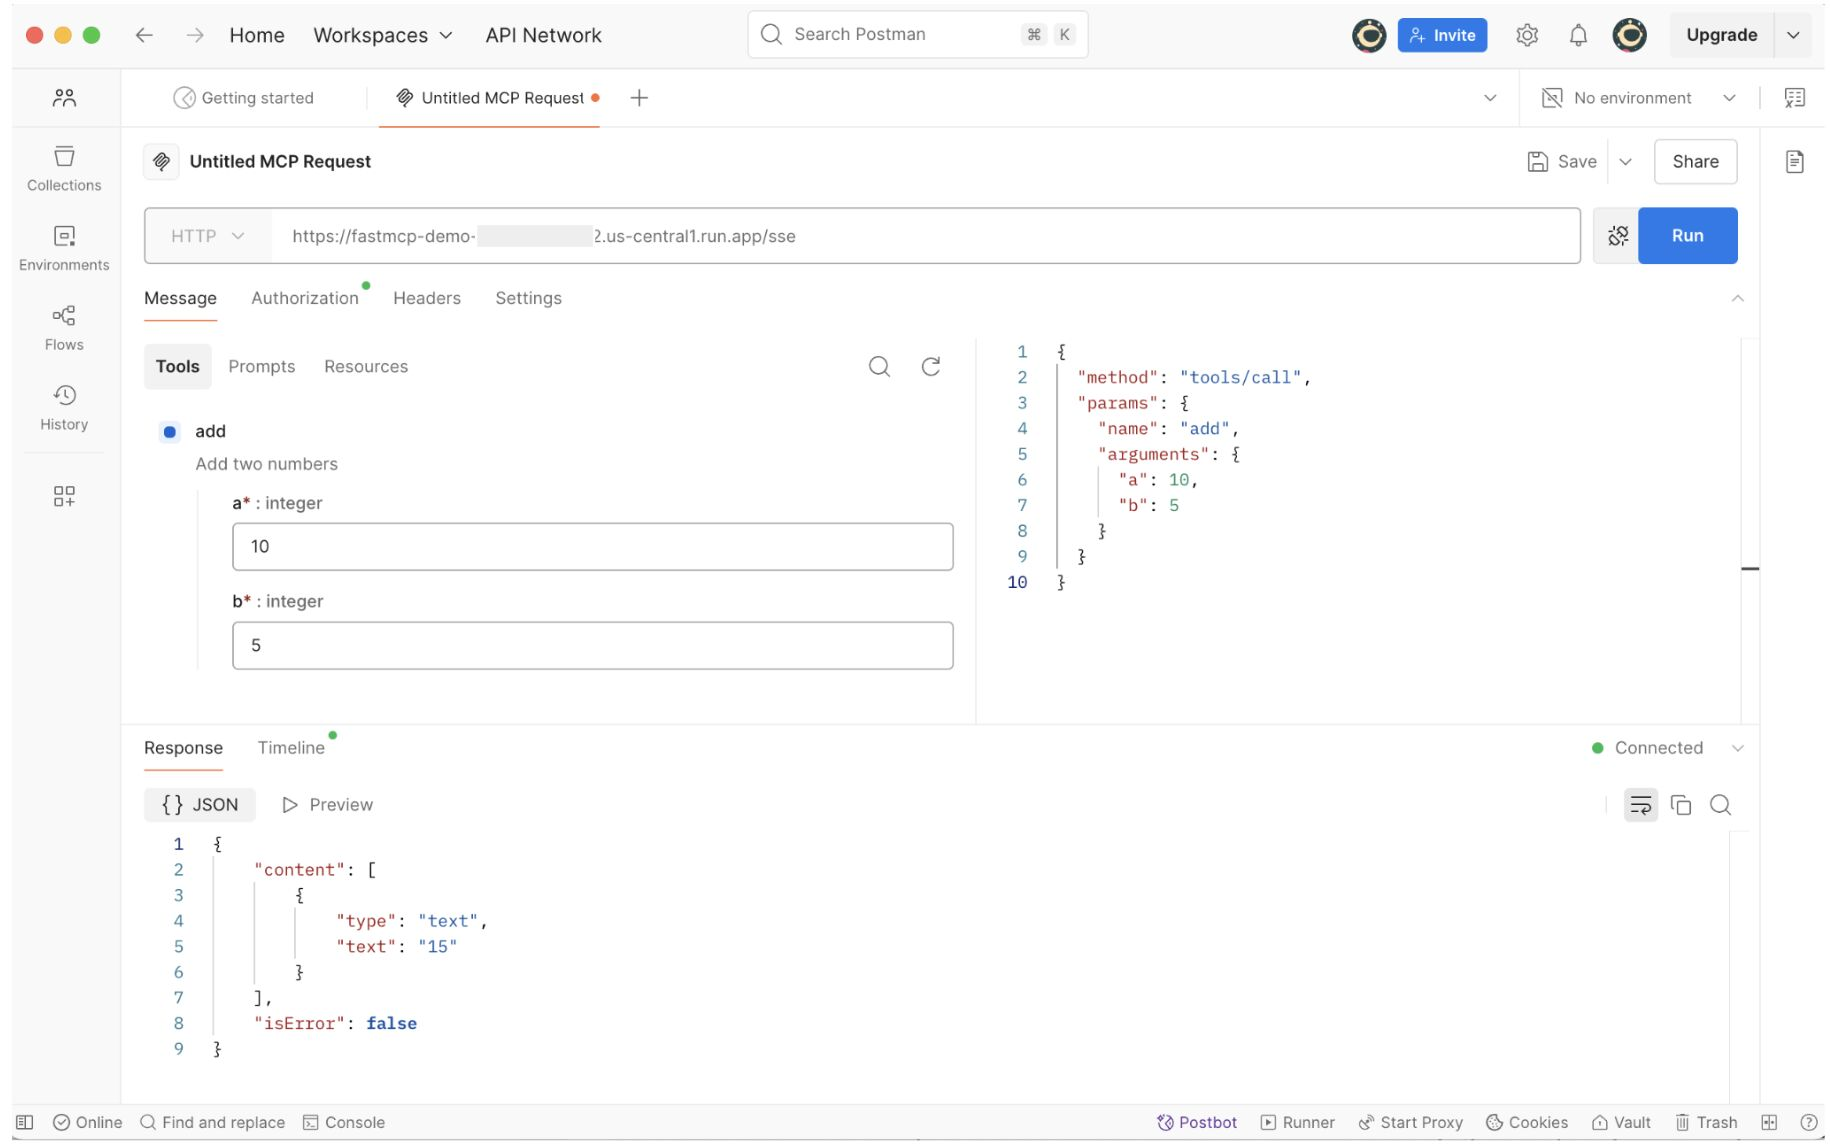 Home Workspaces API Network Search Postman ⌘ K Invite Upgrade
Getting started Untitled MCP Request No environment
Untitled MCP Request Save Share
Collections
HTTP https://fastmcp-demo- 2.us-central1.run.app/sse Run
Environments
Message Authorization Headers Settings
Flows
History
Tools Prompts Resources
add
Add two numbers
a* : integer
10
b* : integer
5
1 {
2 "method": "tools/call",
3 "params": {
4 "name": "add",
5 "arguments": {
6 "a": 10,
7 "b": 5
8 }
9 }
10 }
Response Timeline Connected
{} JSON Preview
1 {
2 "content": [
3 {
4 "type": "text",
5 "text": "15"
6 }
7 ],
8 "isError": false
9 }
Online Find and replace Console Postbot Runner Start Proxy Cookies Vault Trash